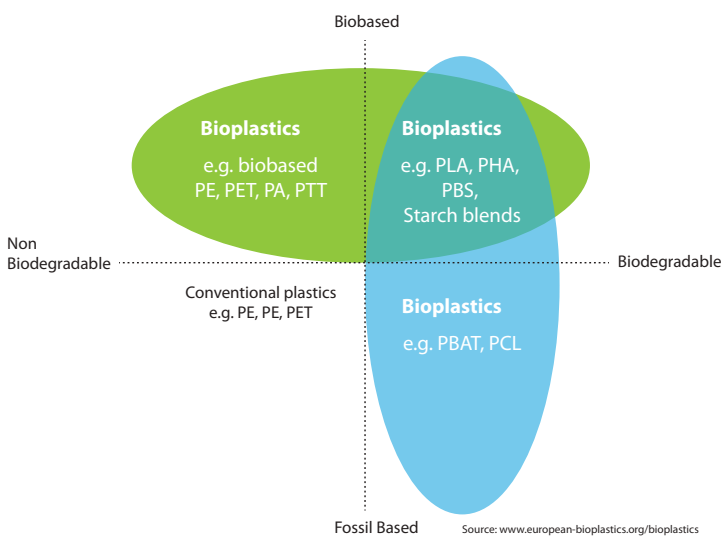 Biobased
Bioplastics
e.g. biobased
PE, PET, PA, PTT
Bioplastics
e.g. PLA, PHA,
PBS,
Starch blends
Non
Biodegradable
Biodegradable
Conventional plastics
e.g. PE, PE, PET
Bioplastics
e.g. PBAT, PCL
Fossil Based
Source: www.european-bioplastics.org/bioplastics